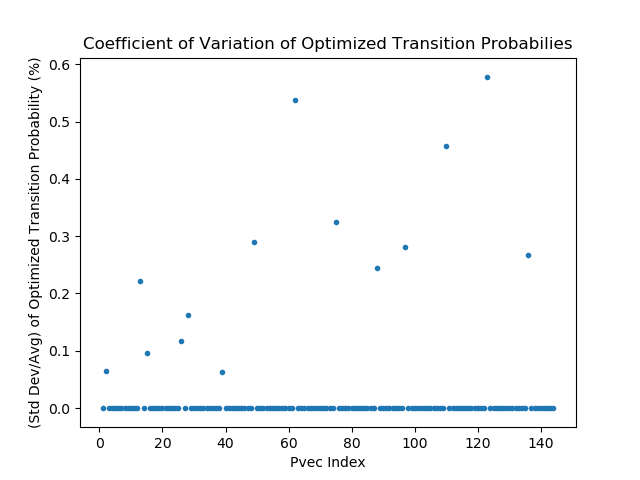 Coefficient of Variation of Optimized Transition Probabilies
(Std Dev/Avg) of Optimized Transition Probability (%)
0.6
0.5
0.4
0.3
0.2
0.1
0.0
0 20 40 60 80 100 120 140
Pvec Index